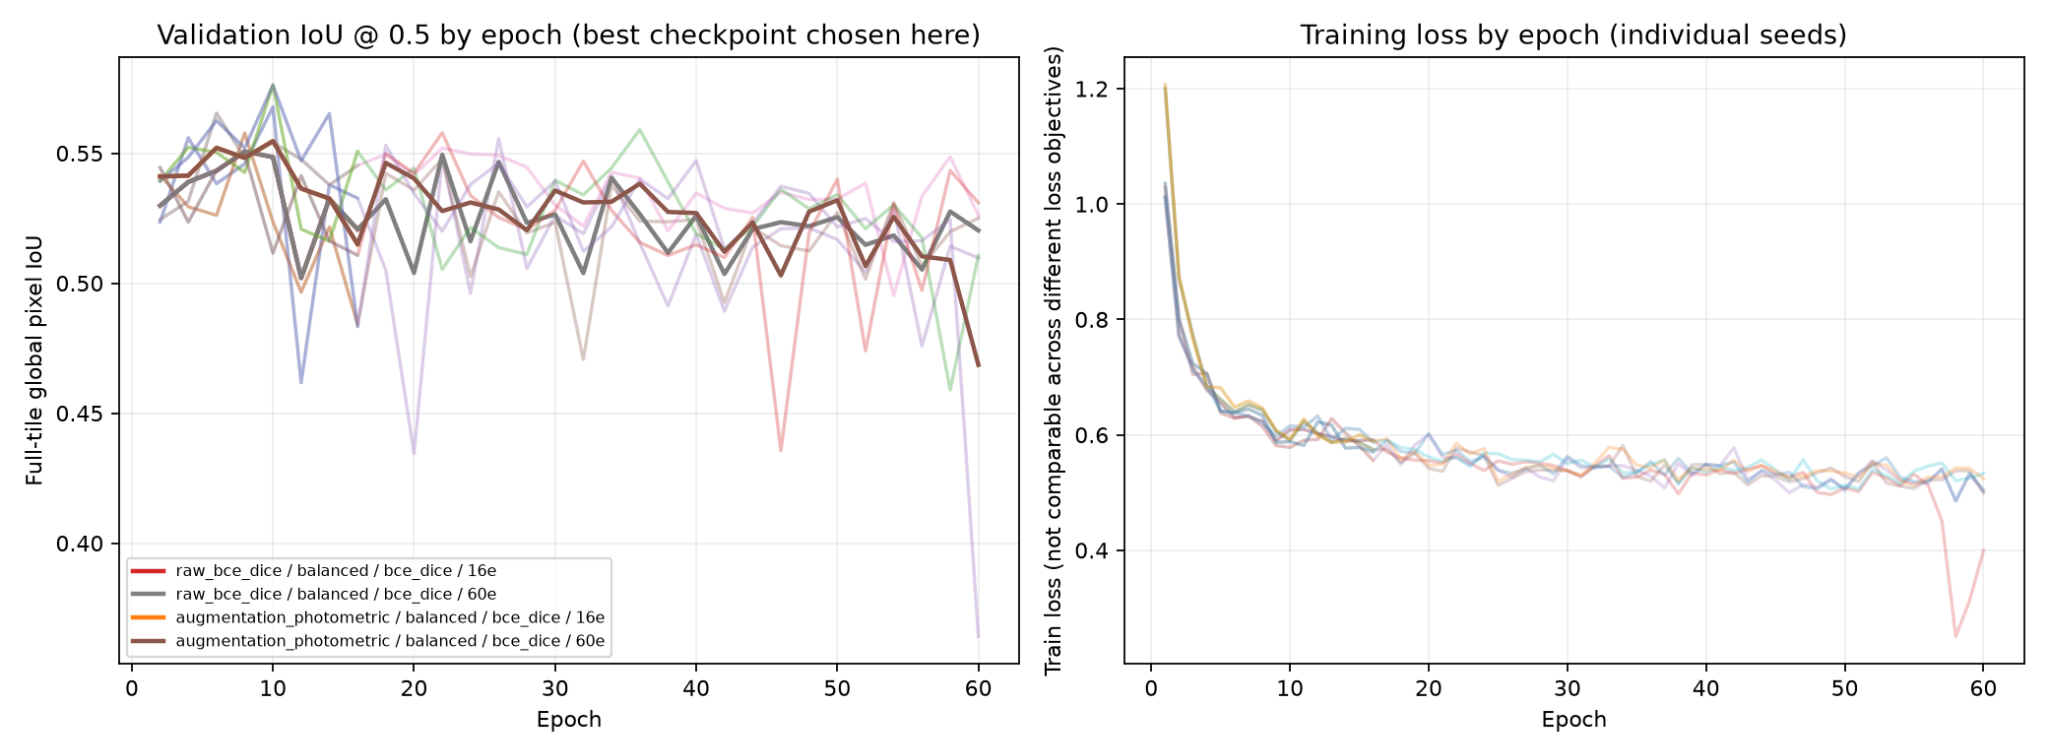 Validation IoU @ 0.5 by epoch (best checkpoint chosen here)
Full-tile global pixel IoU
0.55
0.50
0.45
0.40
raw_bce_dice / balanced / bce_dice / 16e
raw_bce_dice / balanced / bce_dice / 60e
augmentation_photometric / balanced / bce_dice / 16e
augmentation_photometric / balanced / bce_dice / 60e
0 10 20 30 40 50 60
Epoch
Training loss by epoch (individual seeds)
Train loss (not comparable across different loss objectives)
1.2
1.0
0.8
0.6
0.4
0 10 20 30 40 50 60
Epoch